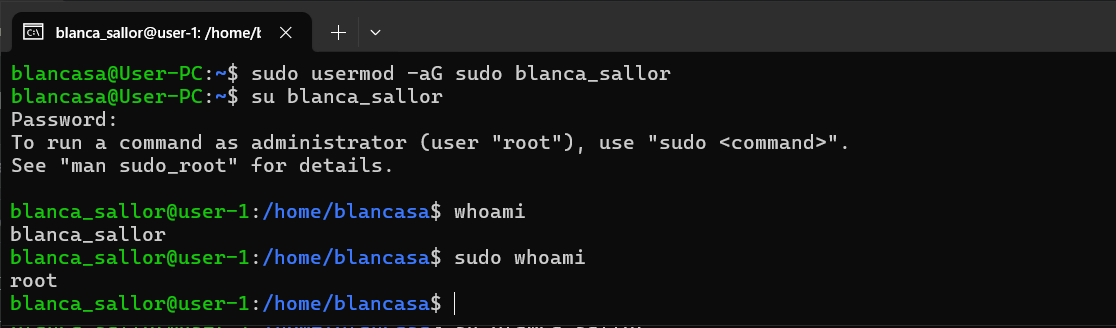 blanca_sallor@user-1: /home/b
blancasa@User-PC:~$ sudo usermod -aG sudo blanca_sallor
blancasa@User-PC:~$ su blanca_sallor
Password:
To run a command as administrator (user "root"), use "sudo <command>".
See "man sudo_root" for details.
blanca_sallor@user-1:/home/blancasa$ whoami
blanca_sallor
blanca_sallor@user-1:/home/blancasa$ sudo whoami
root
blanca_sallor@user-1:/home/blancasa$